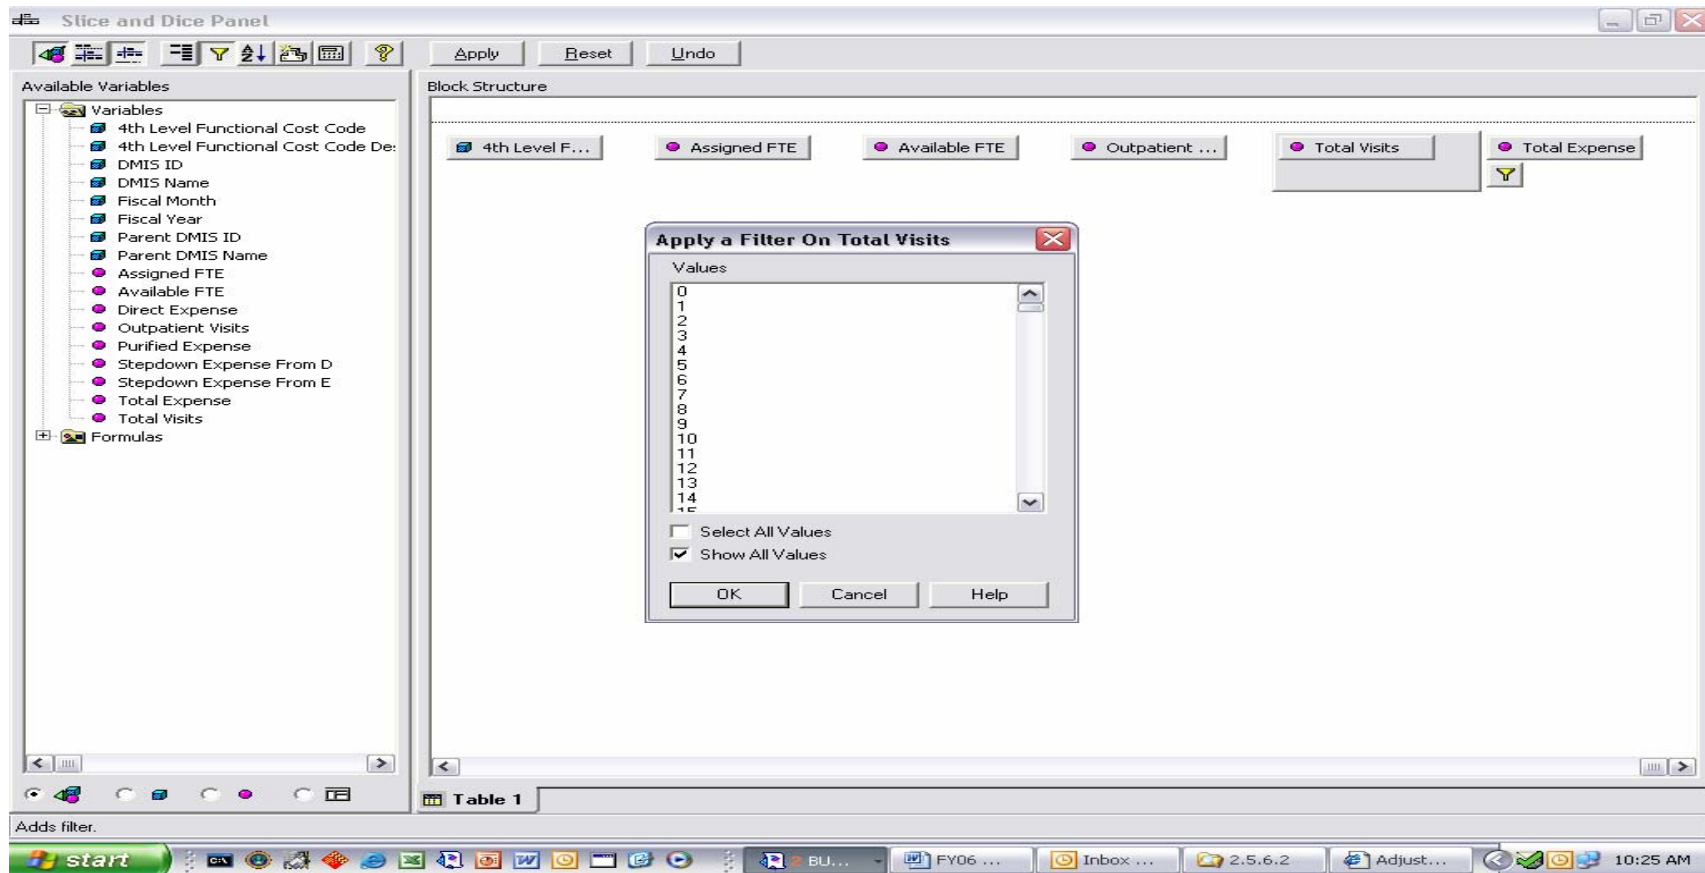 Slice and Dice Panel
Apply Reset Undo
Available Variables
Variables
4th Level Functional Cost Code
4th Level Functional Cost Code De
DMIS ID
DMIS Name
Fiscal Month
Fiscal Year
Parent DMIS ID
Parent DMIS Name
Assigned FTE
Available FTE
Direct Expense
Outpatient Visits
Purified Expense
Stepdown Expense From D
Stepdown Expense From E
Total Expense
Total Visits
Formulas
Block Structure
4th Level F... Assigned FTE Available FTE Outpatient ... Total Visits Total Expense
Apply a Filter On Total Visits
Values
0
1
2
3
4
5
6
7
8
9
10
11
12
13
14
15
Select All Values
Show All Values
OK Cancel Help
Table 1
Adds filter.
start 2 BU... FY06 ... Inbox ... 2.5.6.2 Adjust... 10:25 AM